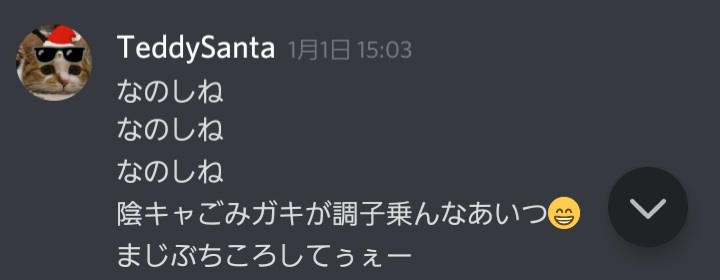 TeddySanta 1月1日 15:03
なのしね
なのしね
なのしね
陰キャごみガキが調子乗んなあいつ😁
まじぶちころしてぅぇー